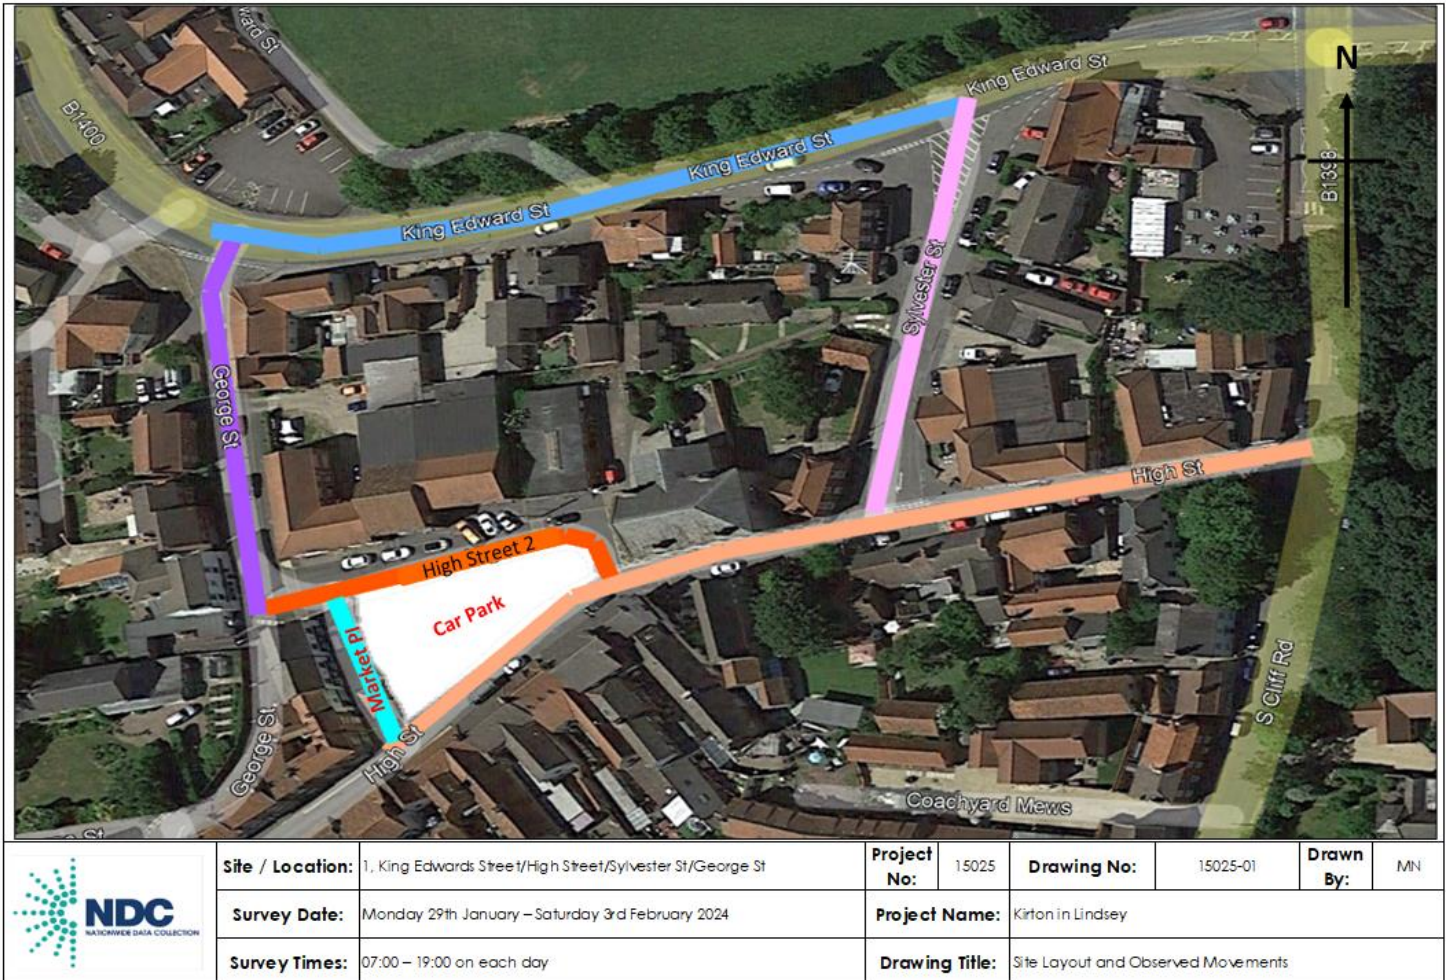 ward St
B1400
King Edward St
N
King Edward St
B1398
King Edward St
Sylvester St
George St
High St
High Street 2
Car Park
Market Pl
S Cliff Rd
George St
High St
Coachyard Mews
St
NDC
NATIONWIDE DATA COLLECTION
Site / Location: 1, King Edwards Street/High Street/Sylvester St/George St
Project No: 15025
Drawing No: 15025-01
Drawn By: MN
Survey Date: Monday 29th January – Saturday 3rd February 2024
Project Name: Kirton in Lindsey
Survey Times: 07:00 – 19:00 on each day
Drawing Title: Site Layout and Observed Movements